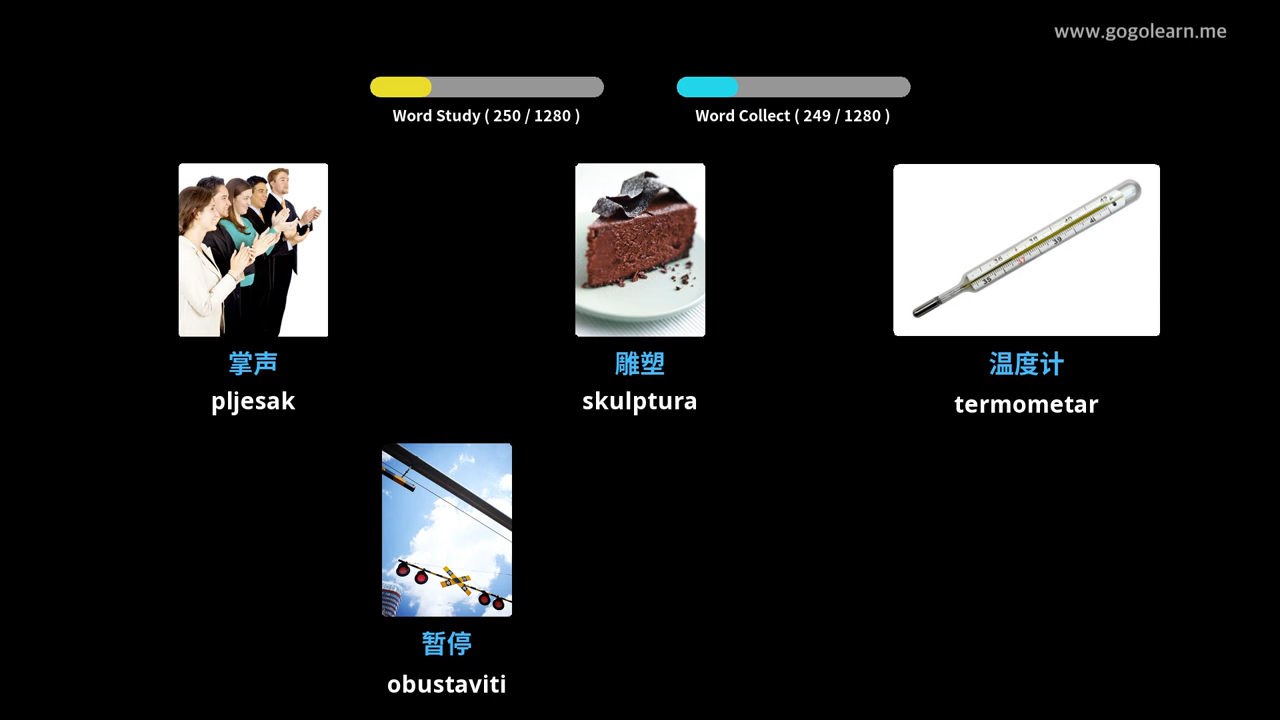 www.gogolearn.me
Word Study ( 250 / 1280 )
Word Collect ( 249 / 1280 )
掌声
pljesak
雕塑
skulptura
温度计
termometar
暂停
obustaviti